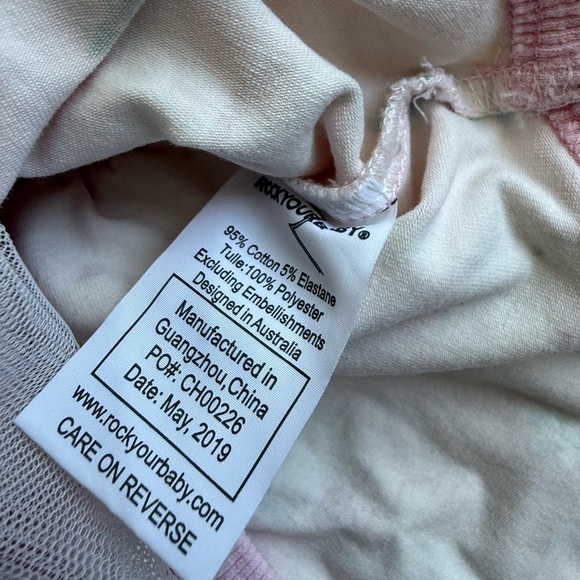 ROCKYOURBABY®
95% Cotton 5% Elastane
Tulle:100% Polyester
Excluding Embellishments
Designed in Australia
Manufactured in
Guangzhou, China
PO#: CH00226
Date: May, 2019
www.rockyourbaby.com
CARE ON REVERSE